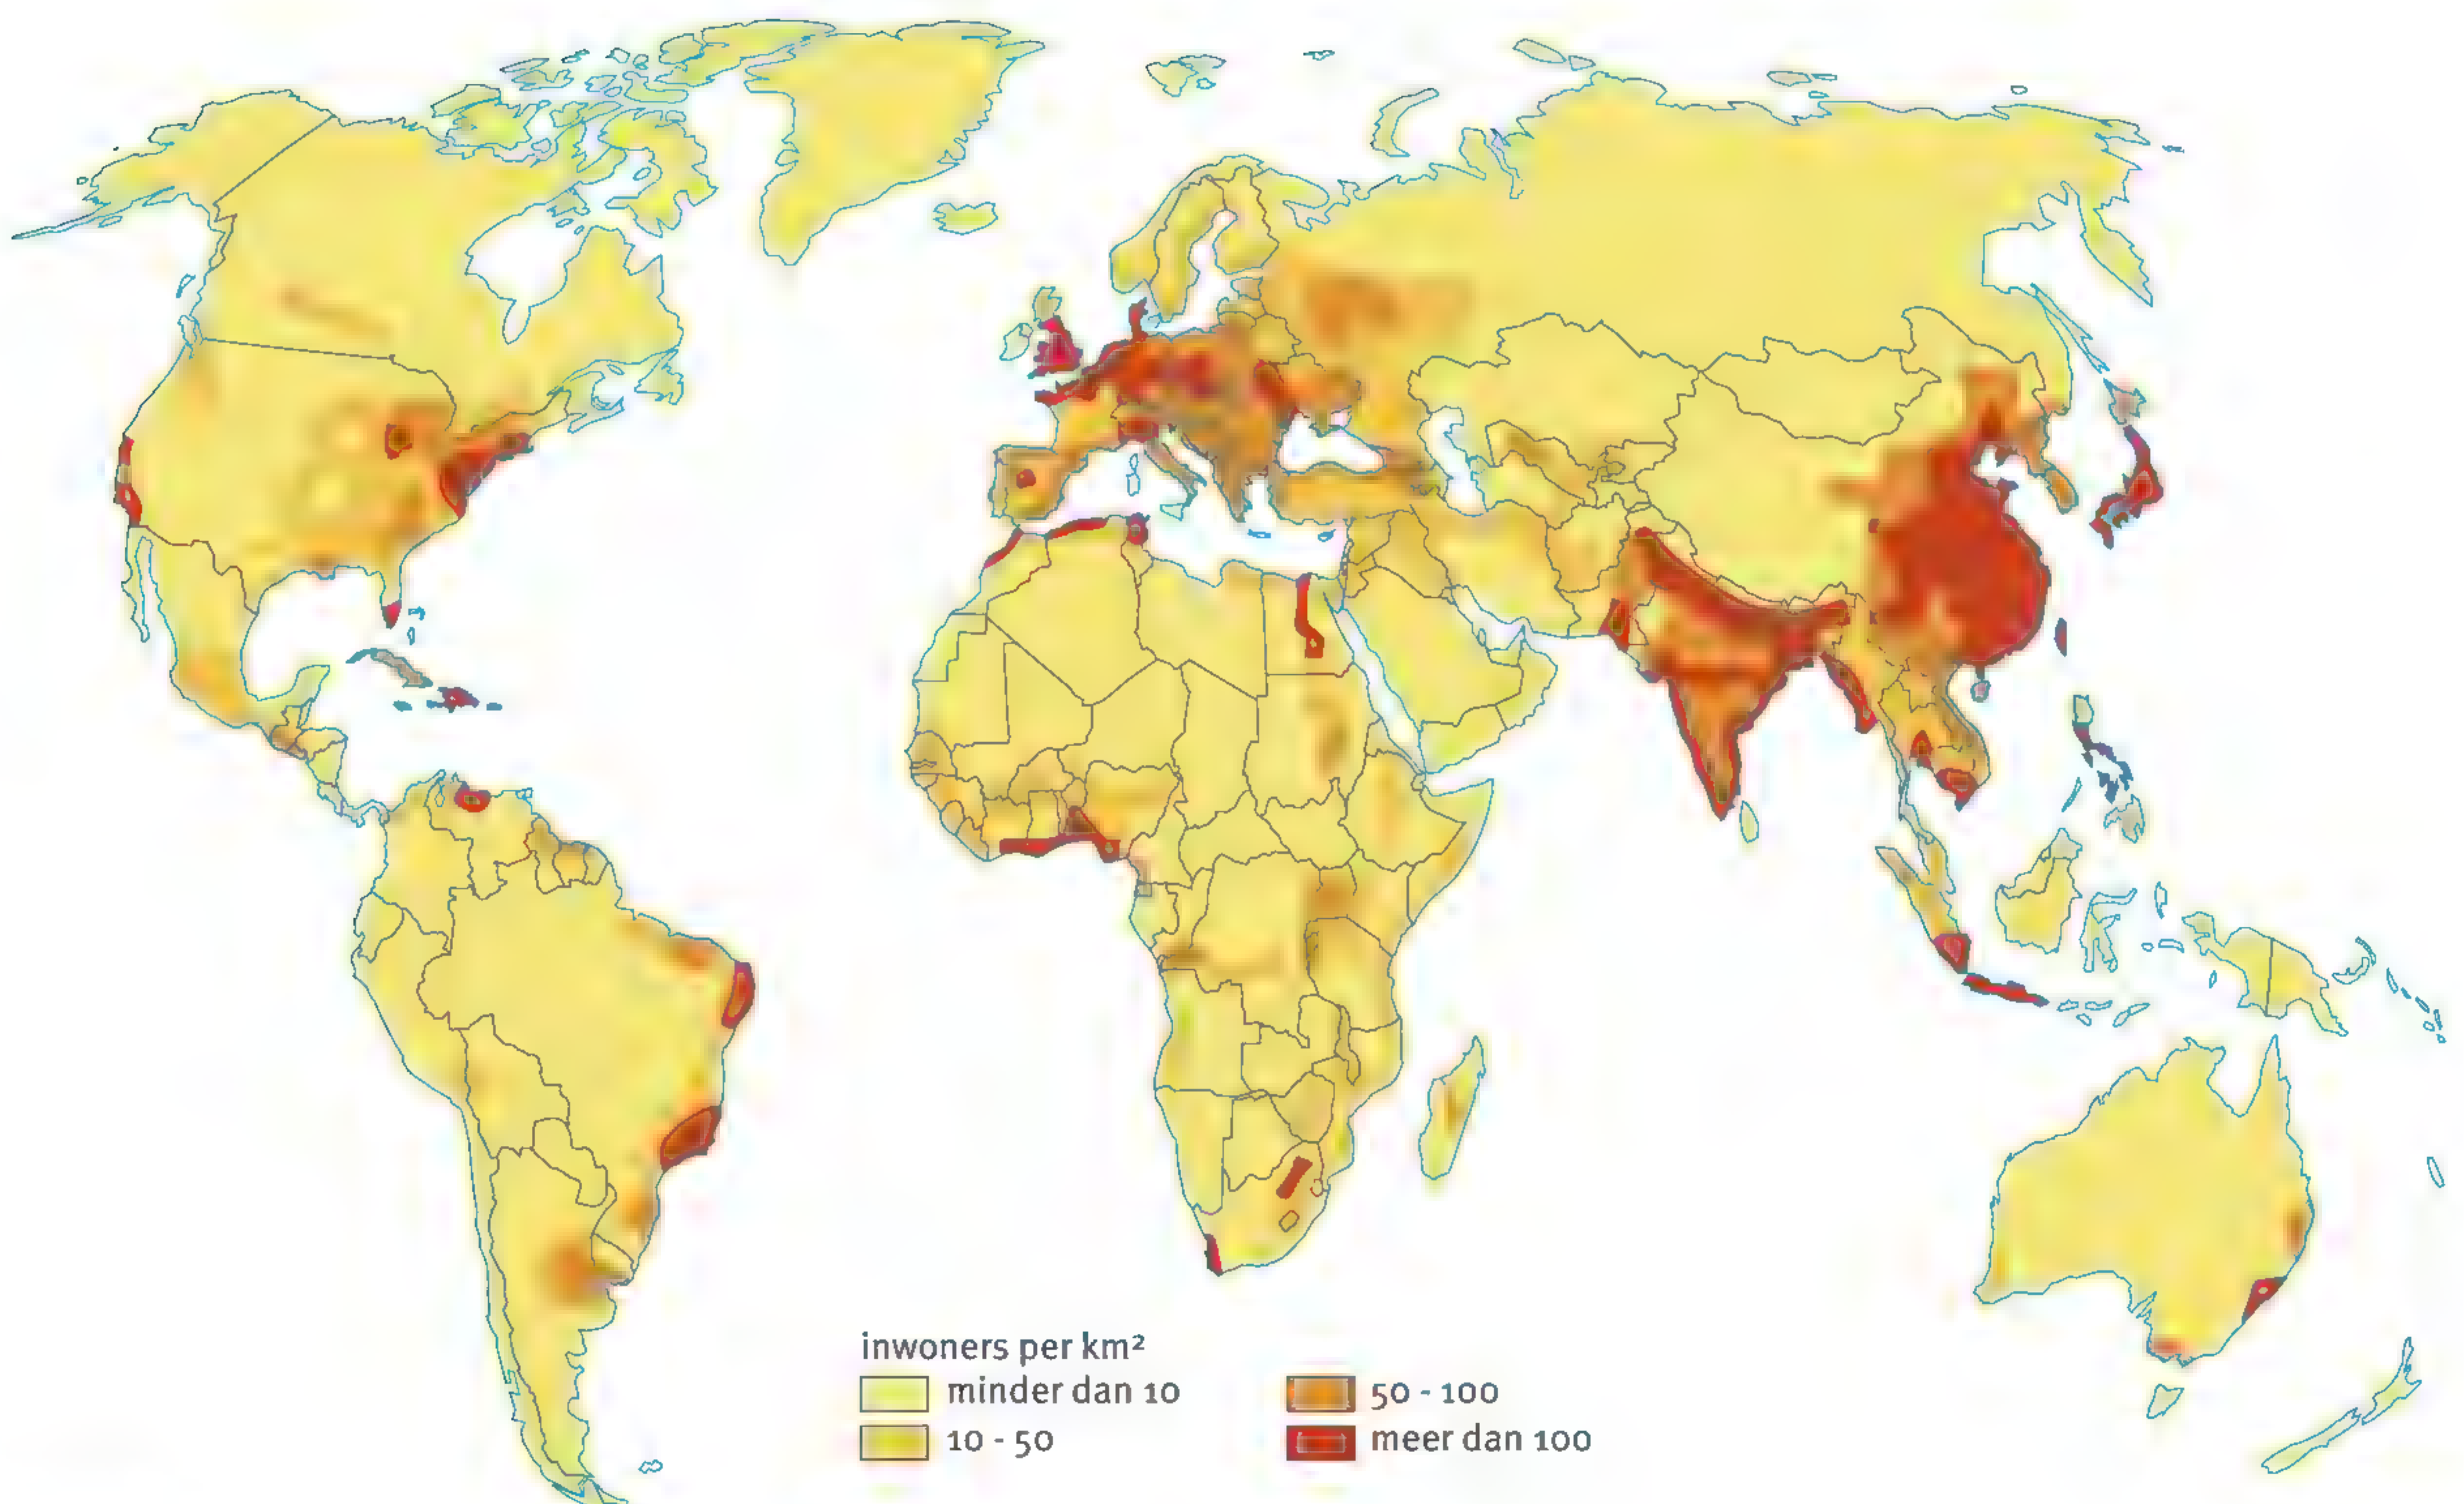 inwoners per km²
minder dan 10
10 - 50
50 - 100
meer dan 100